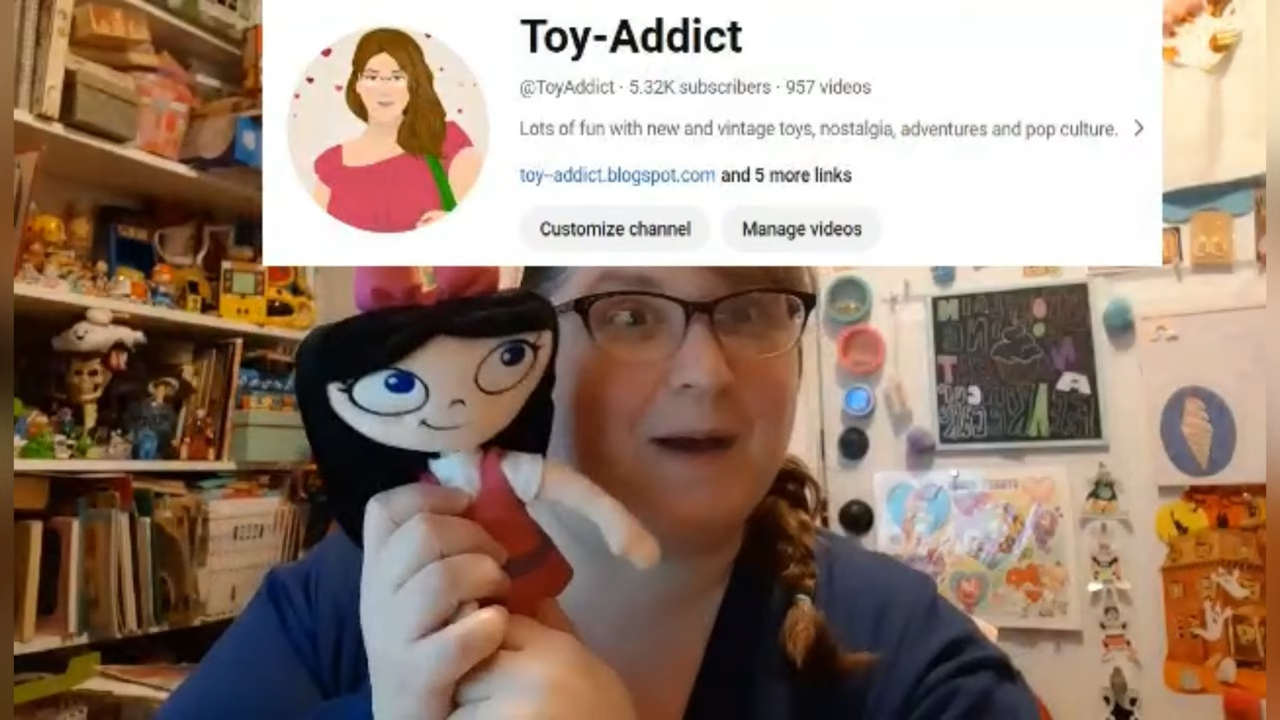 Toy-Addict
@ToyAddict · 5.32K subscribers · 957 videos
Lots of fun with new and vintage toys, nostalgia, adventures and pop culture.
toy-addict.blogspot.com and 5 more links
Customize channel Manage videos